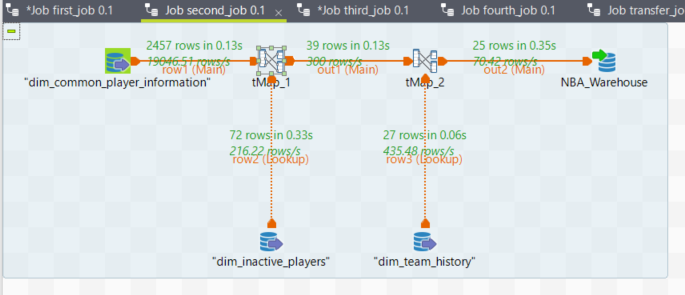 *Job first_job 0.1
Job second_job 0.1
*Job third_job 0.1
Job fourth_job 0.1
Job transfer_jo
2457 rows in 0.13s
19046.51 rows/s
row1 (Main)
39 rows in 0.13s
300 rows/s
out1 (Main)
25 rows in 0.35s
70.42 rows/s
out2 (Main)
"dim_common_player_information"
tMap_1
tMap_2
NBA_Warehouse
72 rows in 0.33s
216.22 rows/s
row2 (Lookup)
27 rows in 0.06s
435.48 rows/s
row3 (Lookup)
"dim_inactive_players"
"dim_team_history"